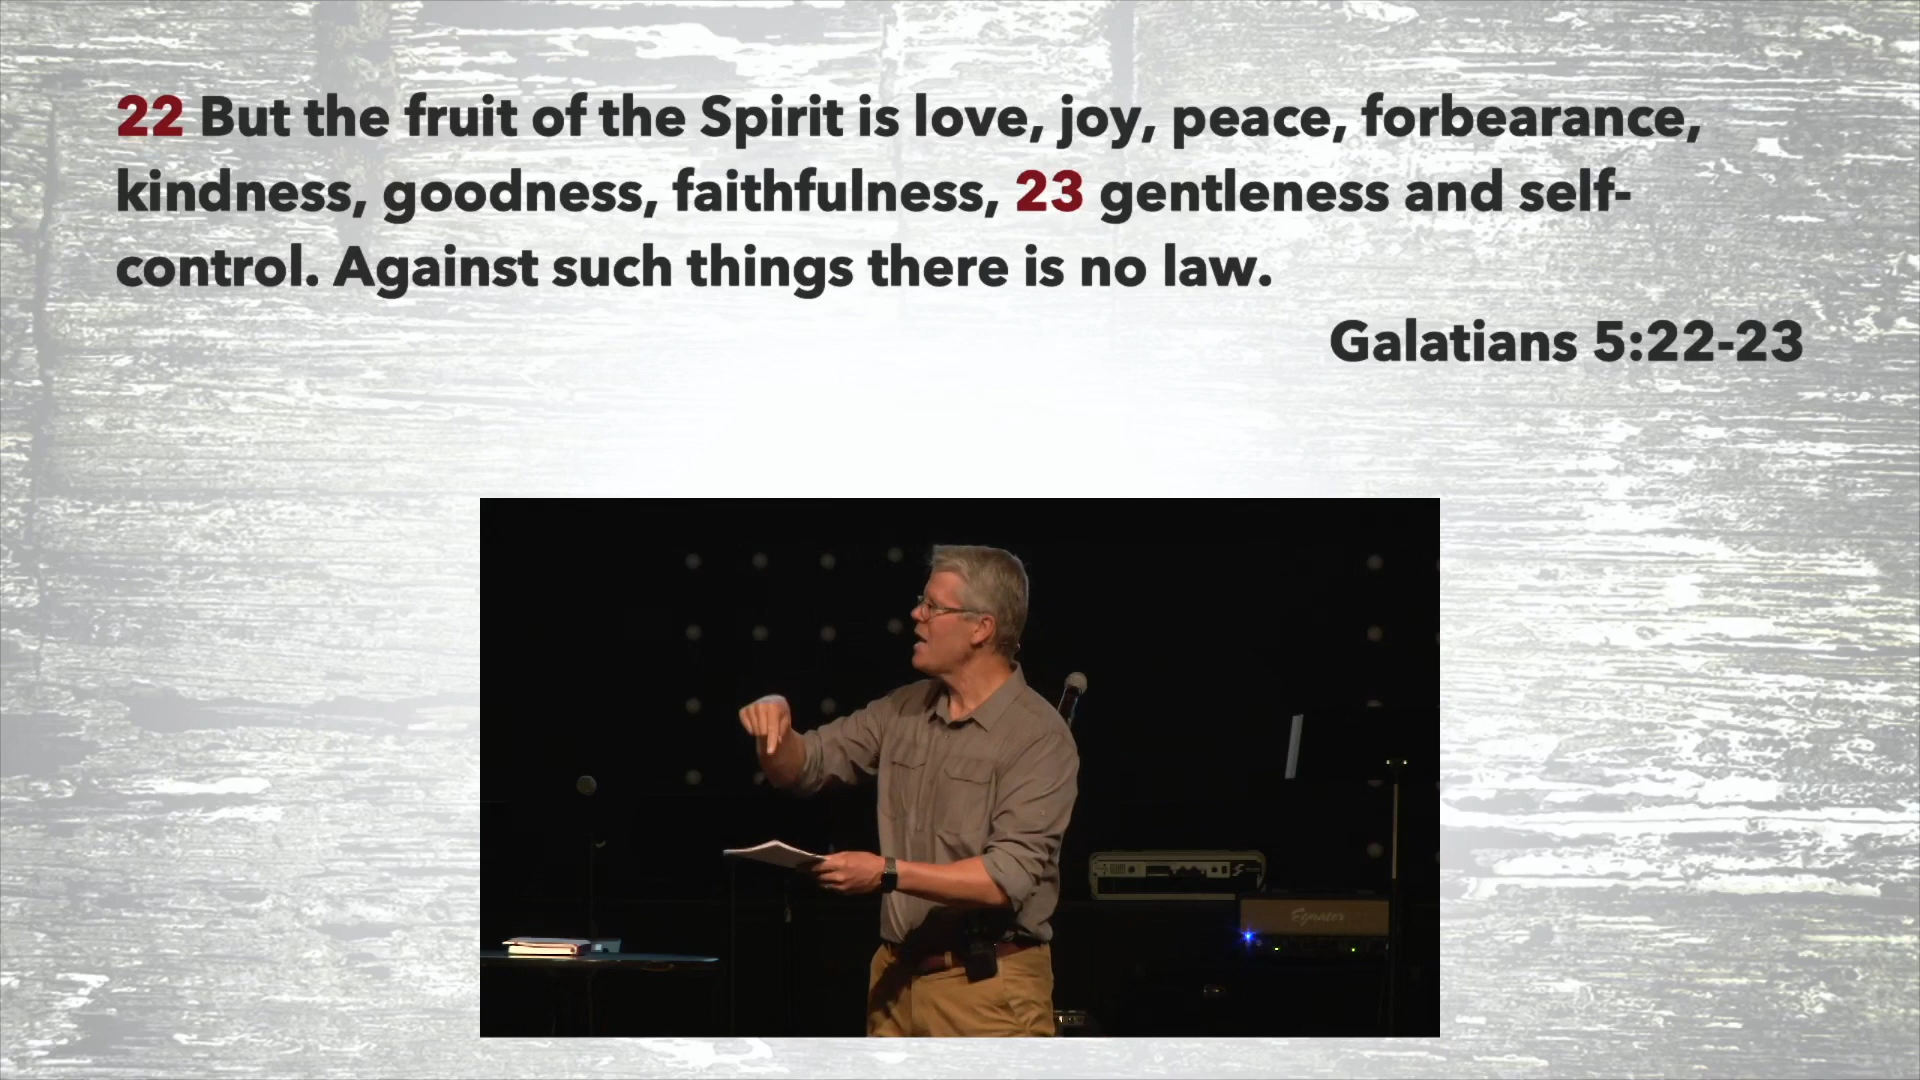 22 But the fruit of the Spirit is love, joy, peace, forbearance,
kindness, goodness, faithfulness, 23 gentleness and self-
control. Against such things there is no law.
Galatians 5:22-23
Egnater